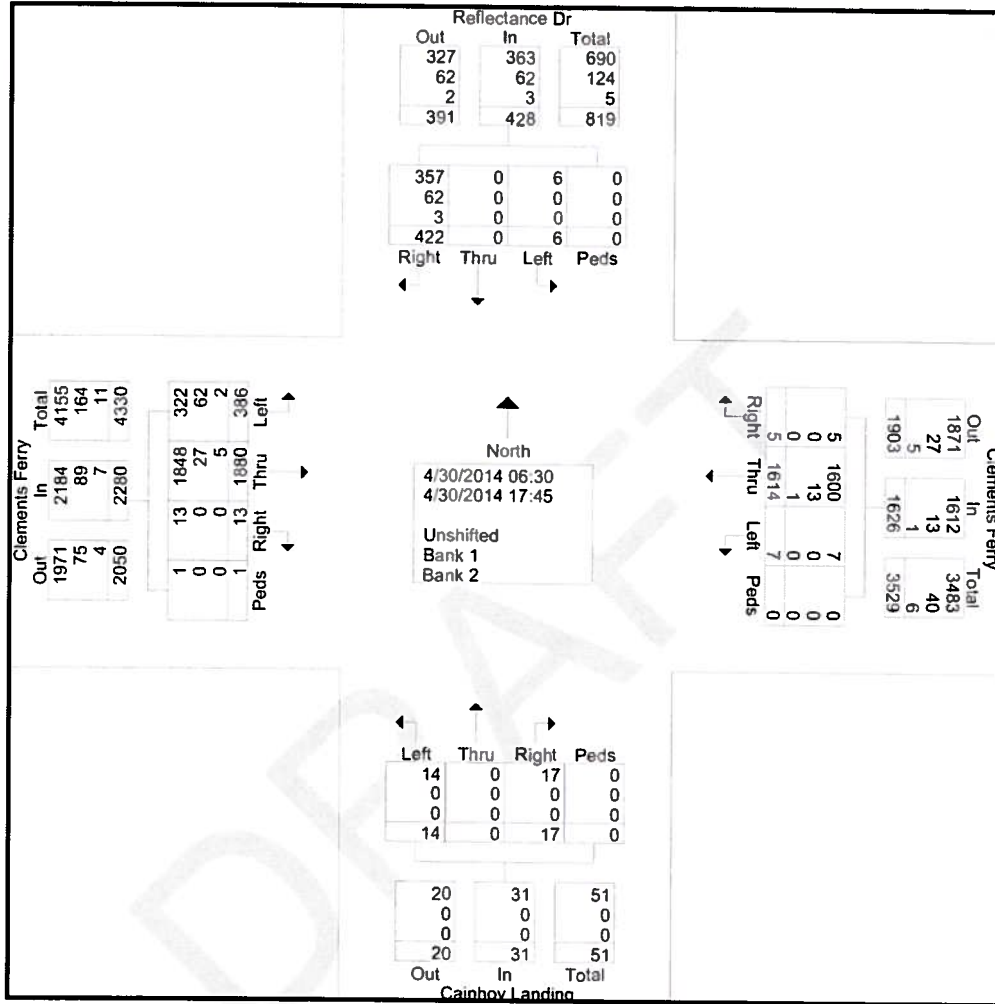 Reflectance Dr
Out In Total
327 363 690
62 62 124
2 3 5
391 428 819
357 0 6 0
62 0 0 0
3 0 0 0
422 0 6 0
Right Thru Left Peds
Clements Ferry
Total In Out
4155 2184 1971
164 89 75
11 7 4
4330 2280 2050
322 1848 13 1
62 27 0 0
2 5 0 0
386 1880 13 1
Left Thru Right Peds
North
4/30/2014 06:30
4/30/2014 17:45
Unshifted
Bank 1
Bank 2
Right Thru Left Peds
5 1600 7 0
0 13 0 0
0 1 0 0
5 1614 7 0
Clements Ferry
Out In Total
1871 1612 3483
27 13 40
5 1 6
1903 1626 3529
Left Thru Right Peds
14 0 17 0
0 0 0 0
0 0 0 0
14 0 17 0
20 31 51
0 0 0
0 0 0
20 31 51
Out In Total
Cainhoy Landing
DRAFT